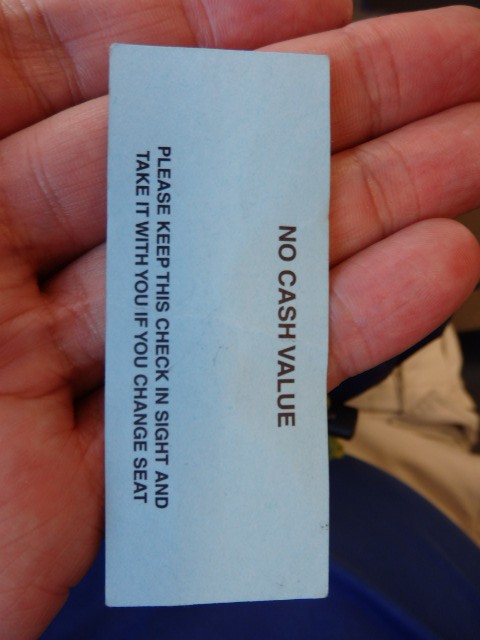 NO CASH VALUE
PLEASE KEEP THIS CHECK IN SIGHT AND
TAKE IT WITH YOU IF YOU CHANGE SEAT